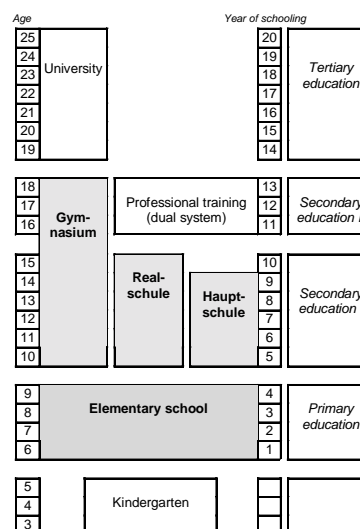 Age Year of schooling
25 20
24 19
23 University 18 Tertiary
22 17 education
21 16
20 15
19 14
18 13
17 Professional training 12 Secondary
16 Gym- (dual system) 11 education I
nasium
15 10
14 Real- 9
13 schule Haupt- 8 Secondary
12 schule 7 education
11 6
10 5
9 4
8 Elementary school 3 Primary
7 2 education
6 1
5
4 Kindergarten
3